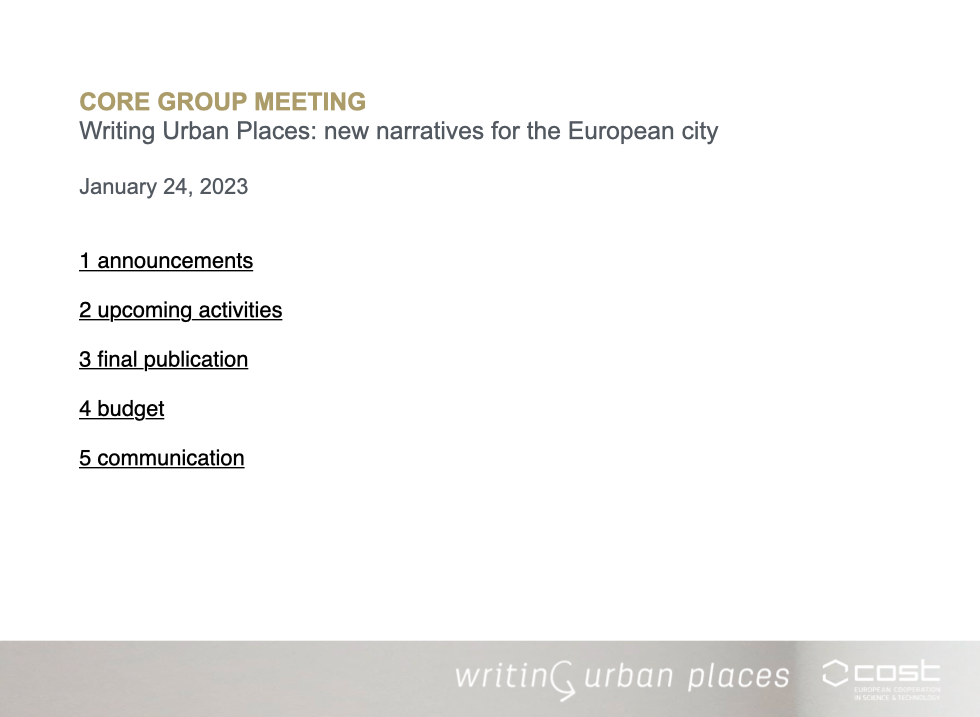 CORE GROUP MEETING
Writing Urban Places: new narratives for the European city
January 24, 2023
1 announcements
2 upcoming activities
3 final publication
4 budget
5 communication
writing urban places
cost
EUROPEAN COOPERATION
IN SCIENCE & TECHNOLOGY